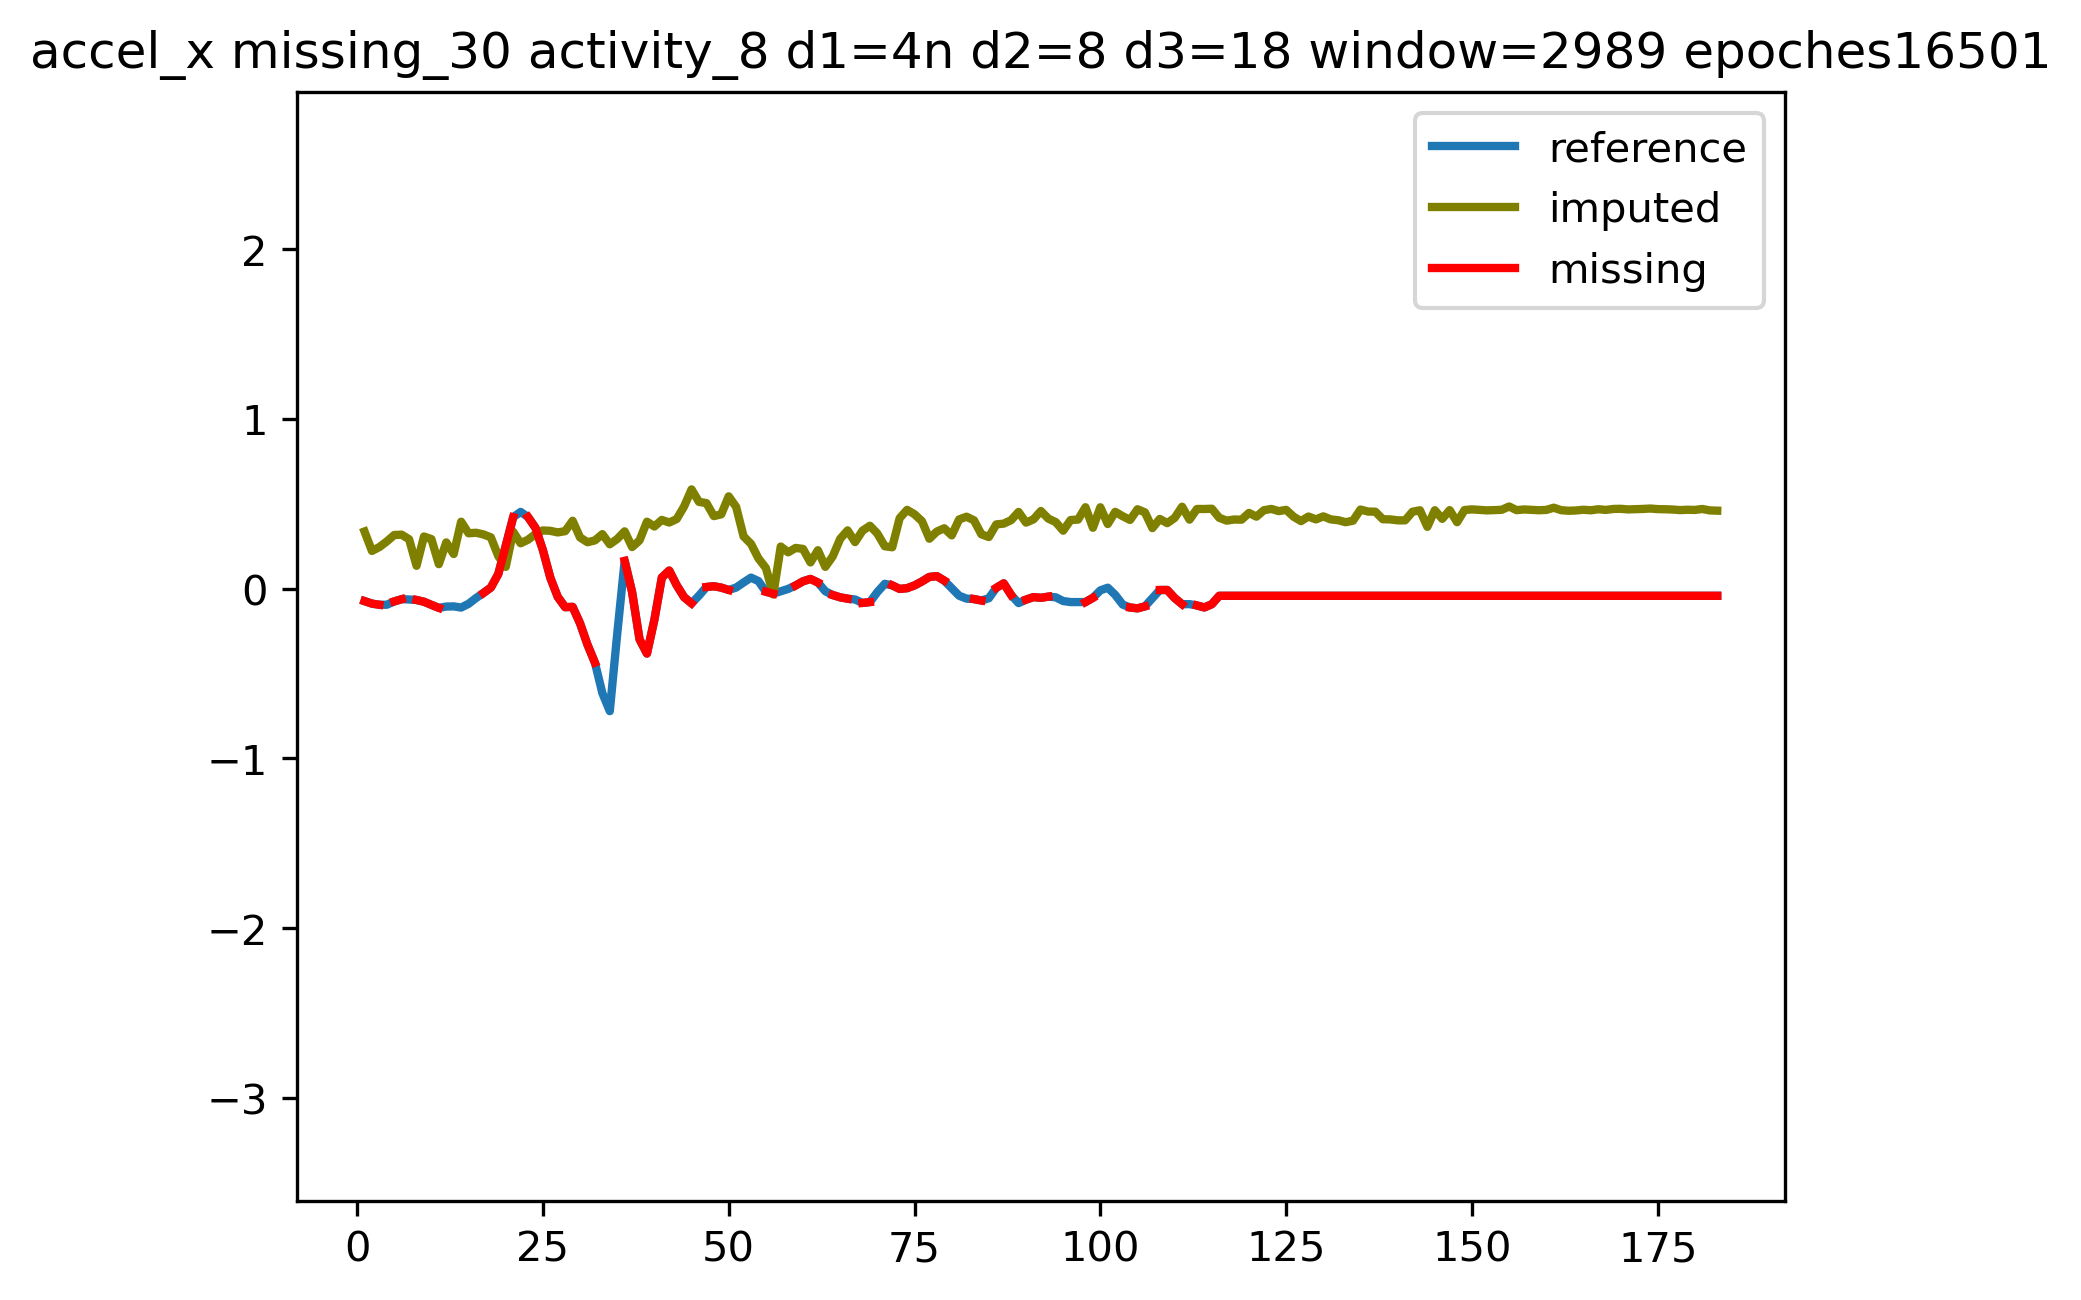 accel_x missing_30 activity_8 d1=4n d2=8 d3=18 window=2989 epoches16501
reference
imputed
missing
2
1
0
−1
−2
−3
0 25 50 75 100 125 150 175